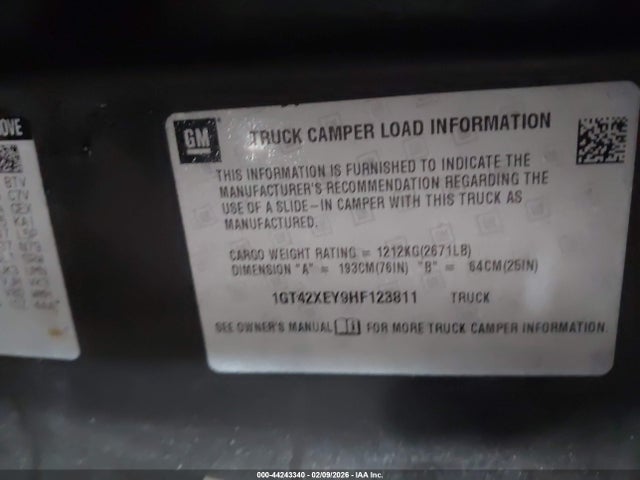 OVE
GM
TRUCK CAMPER LOAD INFORMATION
THIS INFORMATION IS FURNISHED TO INDICATE THE
MANUFACTURER'S RECOMMENDATION REGARDING THE
USE OF A SLIDE-IN CAMPER WITH THIS TRUCK AS
MANUFACTURED.
CARGO WEIGHT RATING = 1212KG(2671LB)
DIMENSION "A" = 193CM(76IN) "B" = 64CM(25IN)
1GT42XEY9HF123811 TRUCK
SEE OWNER'S MANUAL FOR MORE TRUCK CAMPER INFORMATION
000-44243340 - 02/09/2026 - IAA Inc.